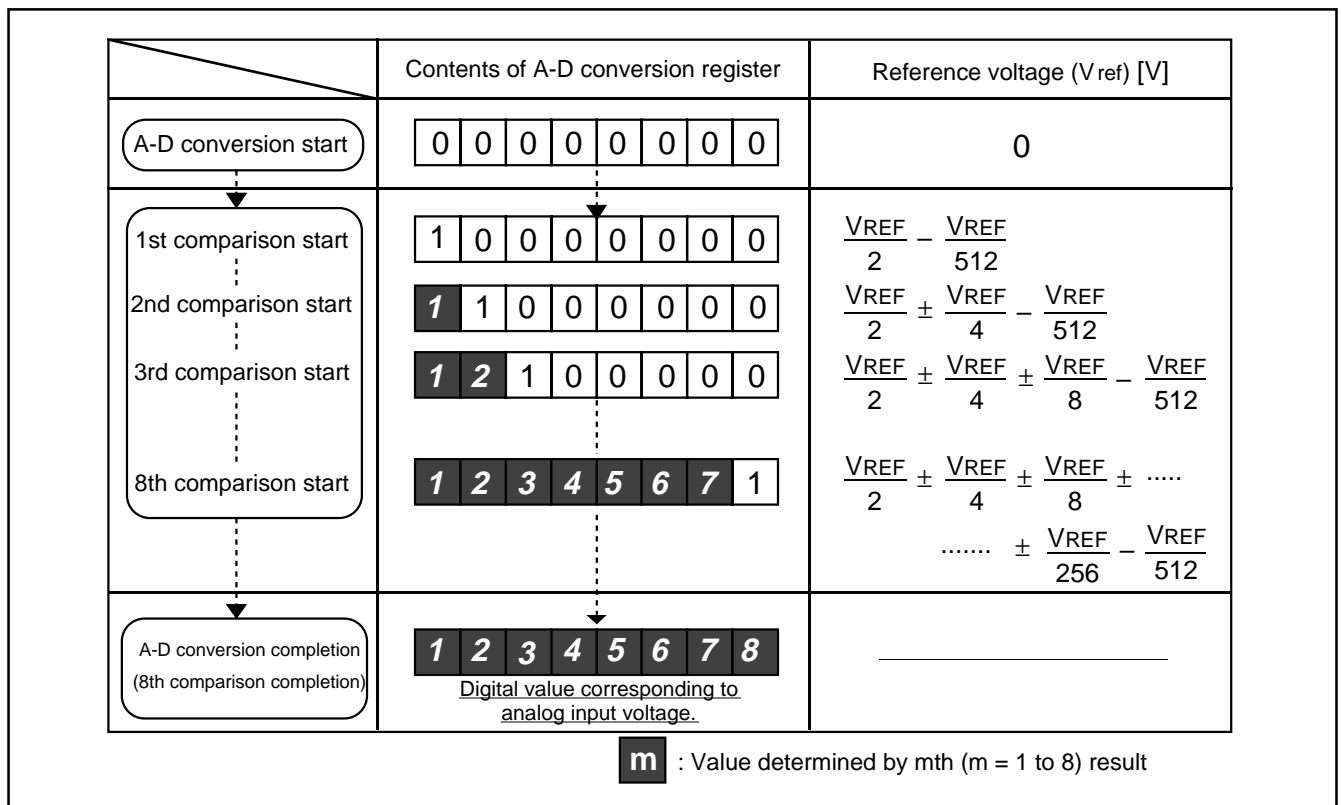 Contents of A-D conversion register
Reference voltage (Vref) [V]
A-D conversion start
0 0 0 0 0 0 0 0
0
1st comparison start
1 0 0 0 0 0 0 0
VREF/2 – VREF/512
2nd comparison start
1 1 0 0 0 0 0 0
VREF/2 ± VREF/4 – VREF/512
3rd comparison start
1 2 1 0 0 0 0 0
VREF/2 ± VREF/4 ± VREF/8 – VREF/512
8th comparison start
1 2 3 4 5 6 7 1
VREF/2 ± VREF/4 ± VREF/8 ± .....
....... ± VREF/256 – VREF/512
A-D conversion completion
(8th comparison completion)
1 2 3 4 5 6 7 8
Digital value corresponding to
analog input voltage.
m : Value determined by mth (m = 1 to 8) result